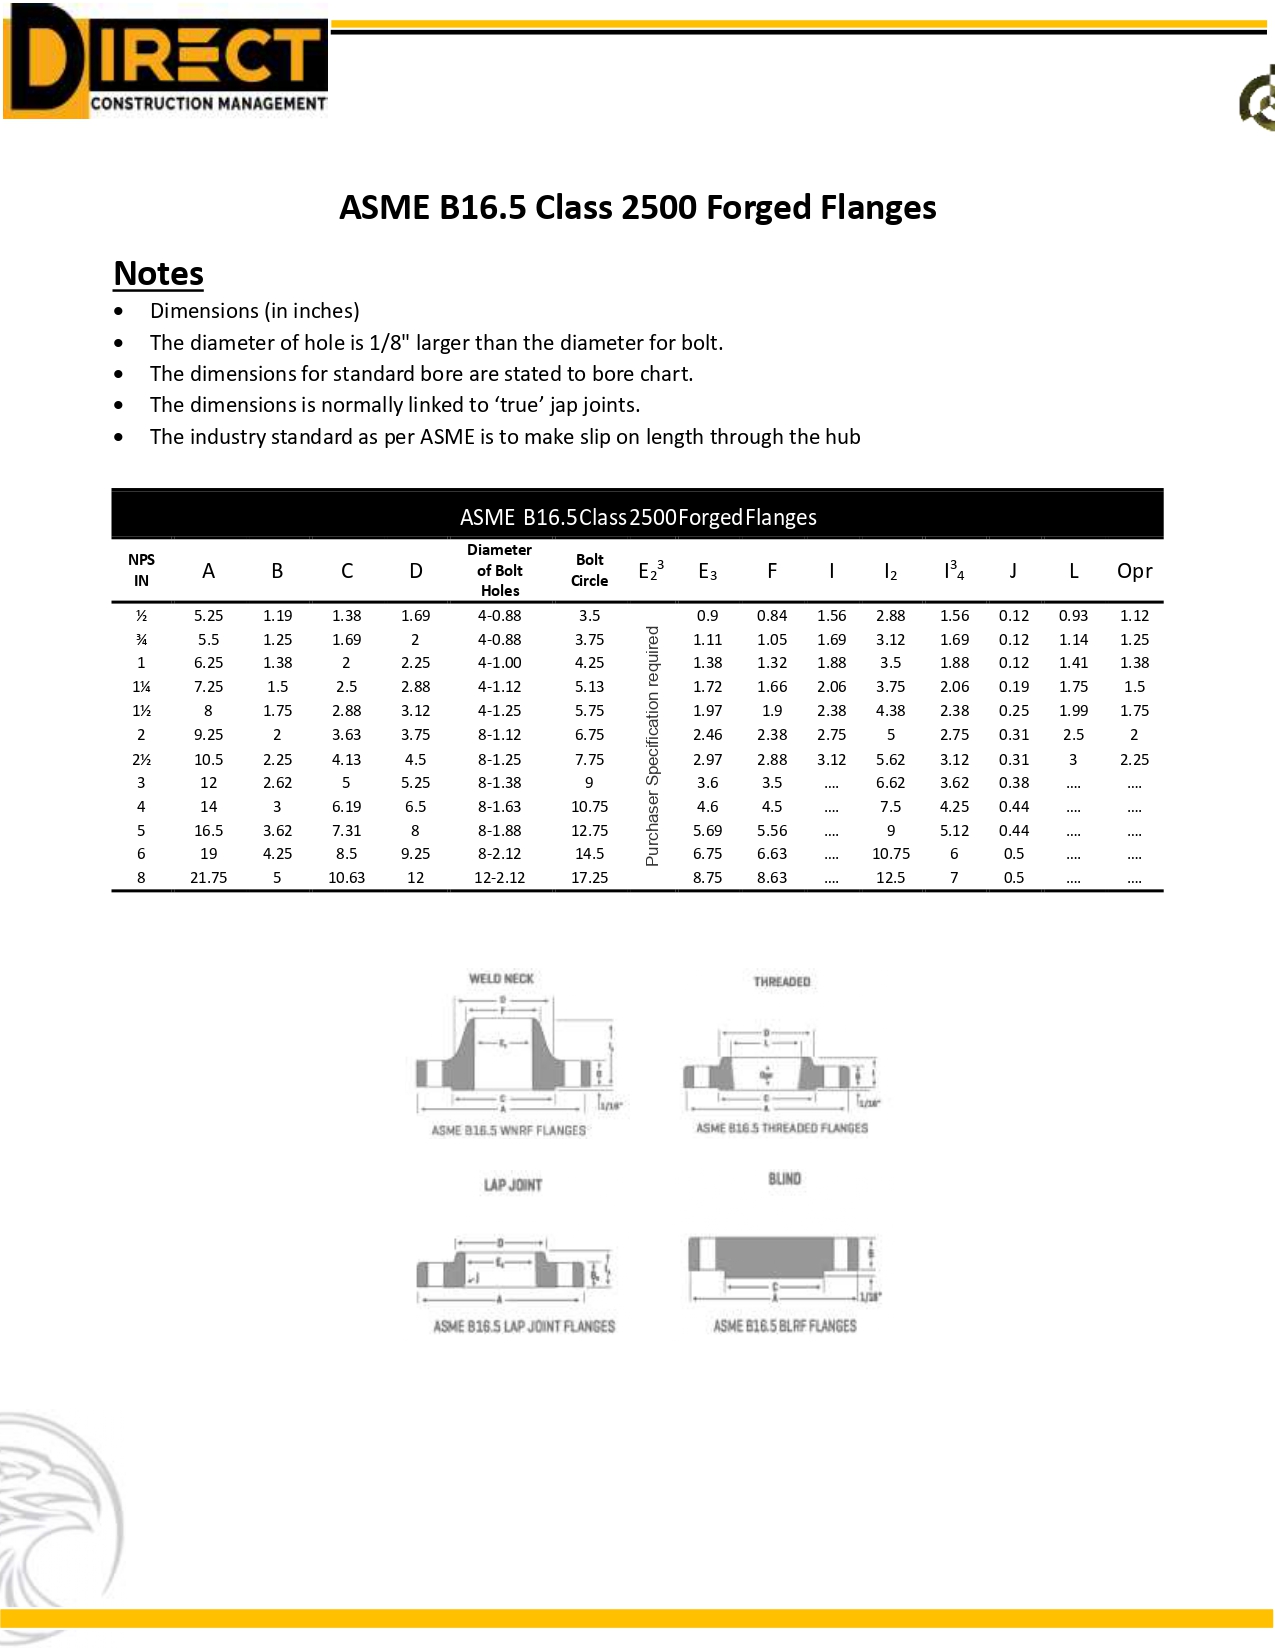 DIRECT
CONSTRUCTION MANAGEMENT
ASME B16.5 Class 2500 Forged Flanges
Notes
• Dimensions (in inches)
• The diameter of hole is 1/8" larger than the diameter for bolt.
• The dimensions for standard bore are stated to bore chart.
• The dimensions is normally linked to ‘true’ jap joints.
• The industry standard as per ASME is to make slip on length through the hub
ASME B16.5 Class 2500 Forged Flanges
NPS IN A B C D Diameter of Bolt Holes Bolt Circle E₂³ E₃ F I I₂ I³₄ J L Opr
Purchaser Specification required
½ 5.25 1.19 1.38 1.69 4-0.88 3.5 0.9 0.84 1.56 2.88 1.56 0.12 0.93 1.12
¾ 5.5 1.25 1.69 2 4-0.88 3.75 1.11 1.05 1.69 3.12 1.69 0.12 1.14 1.25
1 6.25 1.38 2 2.25 4-1.00 4.25 1.38 1.32 1.88 3.5 1.88 0.12 1.41 1.38
1¼ 7.25 1.5 2.5 2.88 4-1.12 5.13 1.72 1.66 2.06 3.75 2.06 0.19 1.75 1.5
1½ 8 1.75 2.88 3.12 4-1.25 5.75 1.97 1.9 2.38 4.38 2.38 0.25 1.99 1.75
2 9.25 2 3.63 3.75 8-1.12 6.75 2.46 2.38 2.75 5 2.75 0.31 2.5 2
2½ 10.5 2.25 4.13 4.5 8-1.25 7.75 2.97 2.88 3.12 5.62 3.12 0.31 3 2.25
3 12 2.62 5 5.25 8-1.38 9 3.6 3.5 .... 6.62 3.62 0.38 .... ....
4 14 3 6.19 6.5 8-1.63 10.75 4.6 4.5 .... 7.5 4.25 0.44 .... ....
5 16.5 3.62 7.31 8 8-1.88 12.75 5.69 5.56 .... 9 5.12 0.44 .... ....
6 19 4.25 8.5 9.25 8-2.12 14.5 6.75 6.63 .... 10.75 6 0.5 .... ....
8 21.75 5 10.63 12 12-2.12 17.25 8.75 8.63 .... 12.5 7 0.5 .... ....
WELD NECK
D
F
C
A
1/16"
ASME B16.5 WNRF FLANGES
THREADED
D
L
Opr
C
A
1/16"
ASME B16.5 THREADED FLANGES
LAP JOINT
D
J
A
ASME B16.5 LAP JOINT FLANGES
BLIND
B
C
A
1/16"
ASME B16.5 BLRF FLANGES